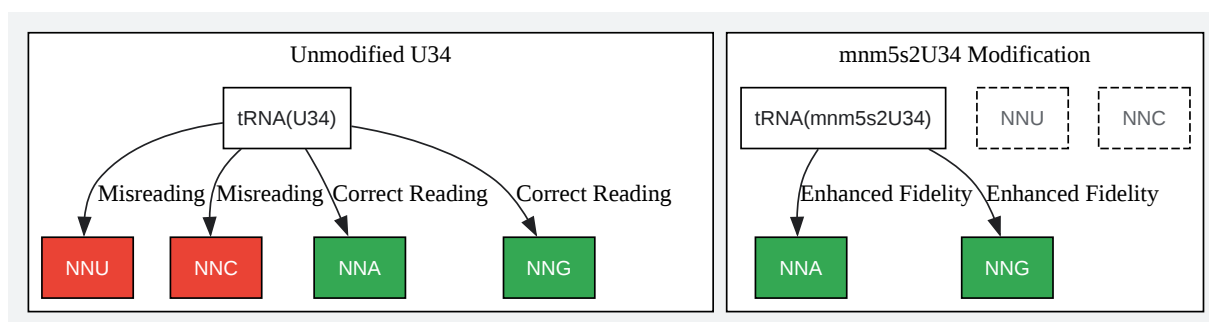 Unmodified U34
tRNA(U34)
Misreading
Misreading
Correct Reading
Correct Reading
NNU
NNC
NNA
NNG
mnm5s2U34 Modification
tRNA(mnm5s2U34)
NNU
NNC
Enhanced Fidelity
Enhanced Fidelity
NNA
NNG